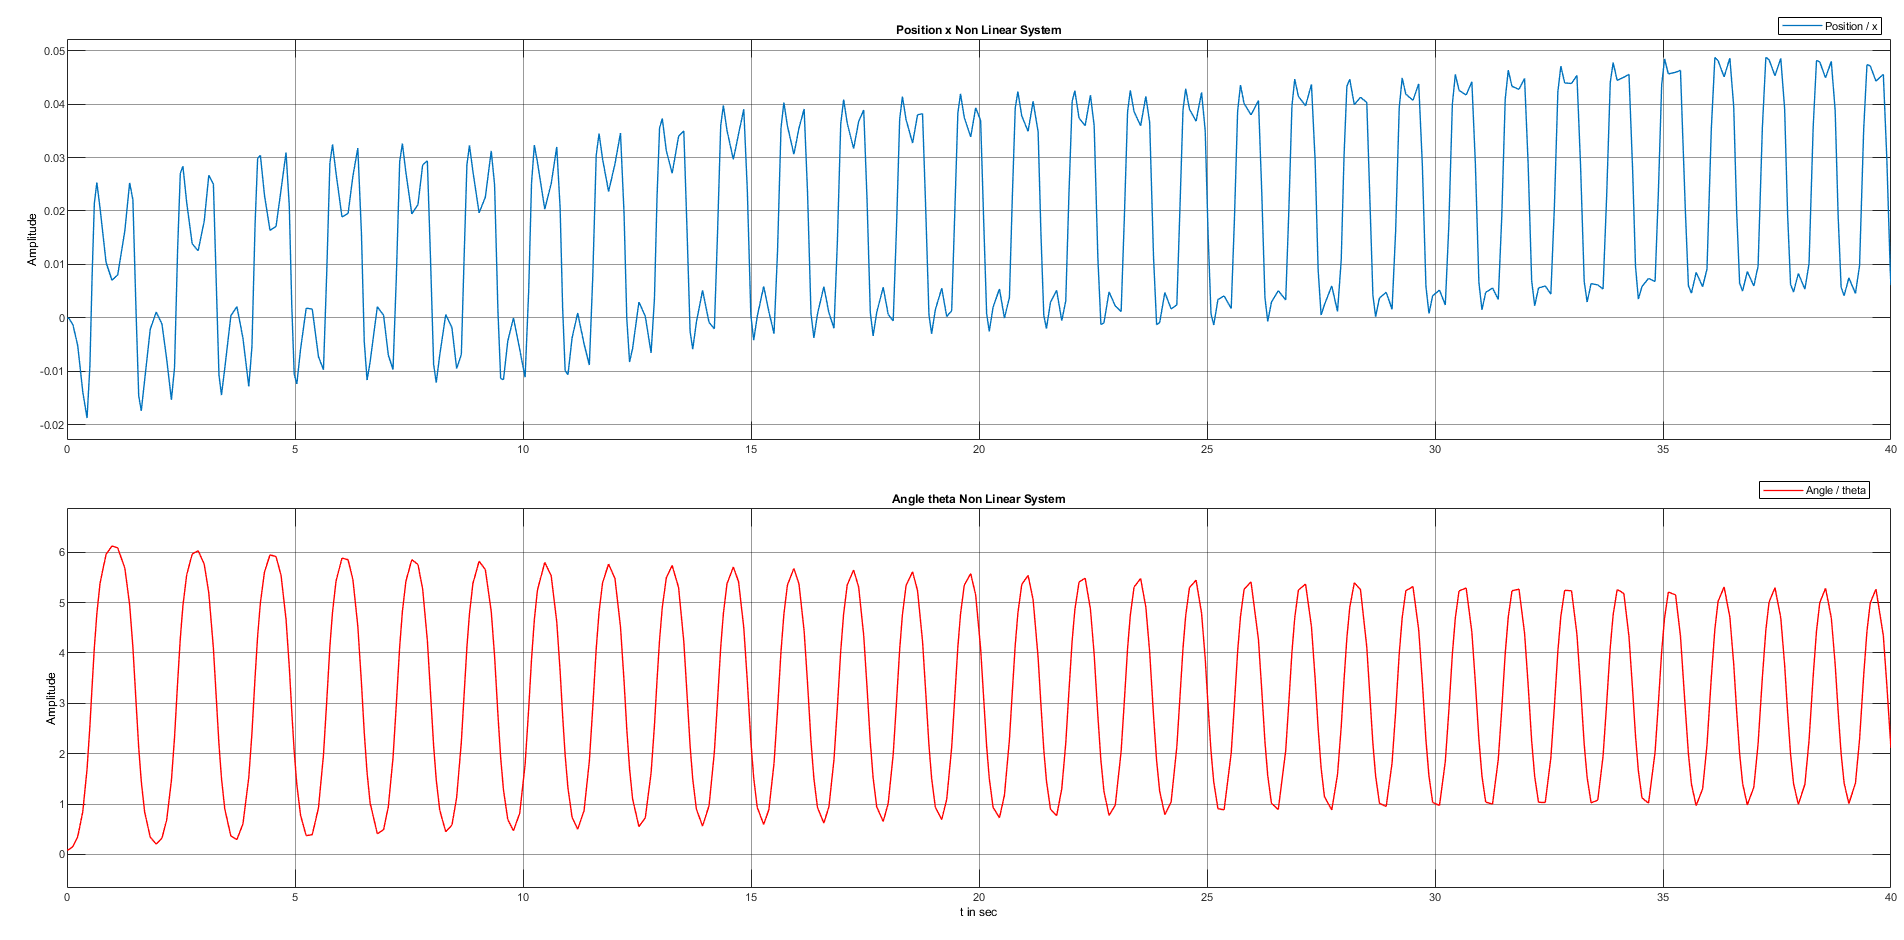 Position x Non Linear System
Position / x
Amplitude
0.05
0.04
0.03
0.02
0.01
0
-0.01
-0.02
0 5 10 15 20 25 30 35 40
Angle theta Non Linear System
Angle / theta
Amplitude
6
5
4
3
2
1
0
0 5 10 15 20 25 30 35 40
t in sec